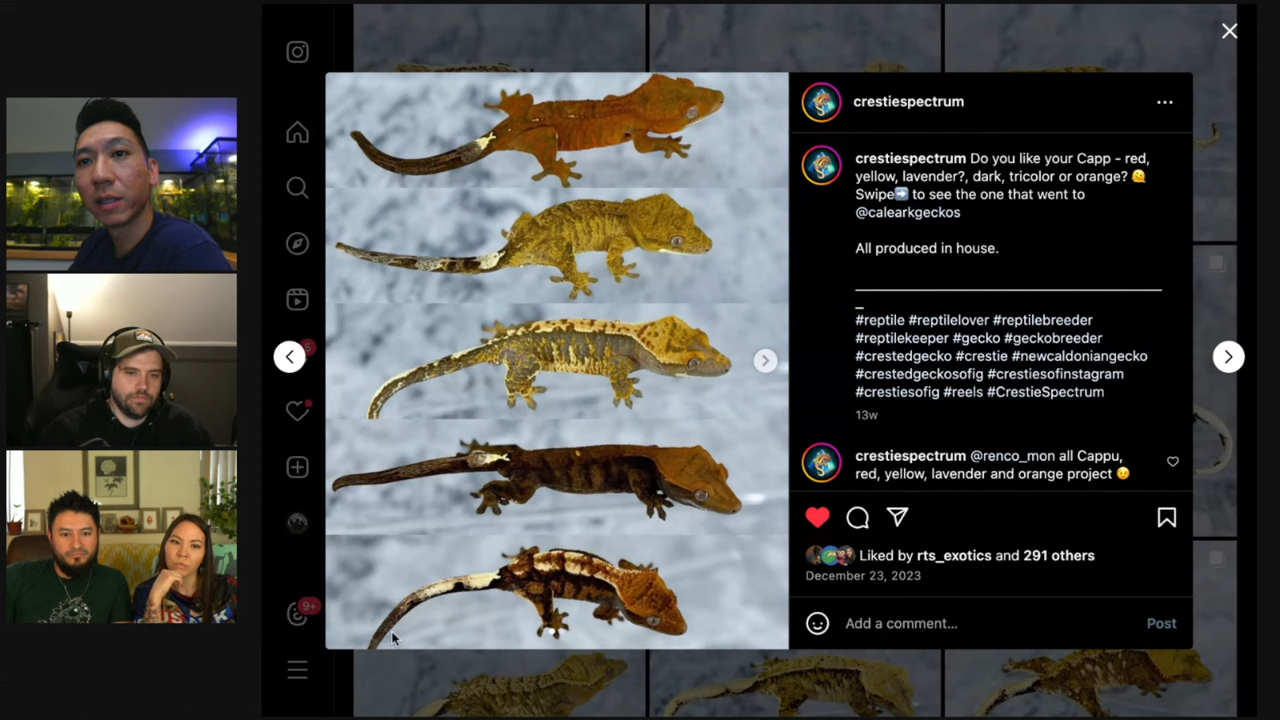 crestiespectrum
crestiespectrum Do you like your Capp - red,
yellow, lavender?, dark, tricolor or orange? 🫠
Swipe➡️ to see the one that went to
@calearkgeckos
All produced in house.
_
#reptile #reptilelover #reptilebreeder
#reptilekeeper #gecko #geckobreeder
#crestedgecko #crestie #newcaldoniangecko
#crestedgeckosofig #crestiesofinstagram
#crestiesofig #reels #CrestieSpectrum
13w
crestiespectrum @renco_mon all Cappu,
red, yellow, lavender and orange project 😉
Liked by rts_exotics and 291 others
December 23, 2023
Add a comment...
Post
9+